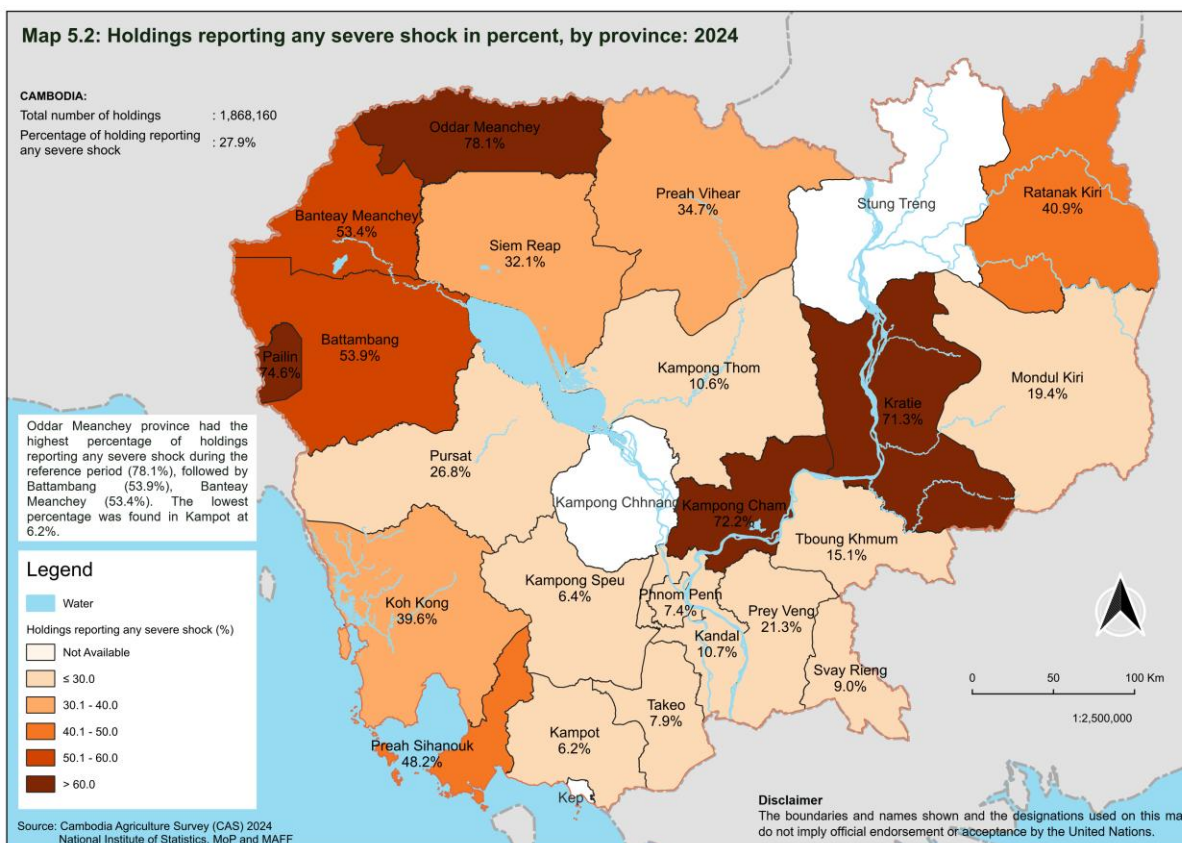 Map 5.2: Holdings reporting any severe shock in percent, by province: 2024
CAMBODIA:
Total number of holdings : 1,868,160
Percentage of holding reporting any severe shock : 27.9%
Oddar Meanchey
78.1%
Preah Vihear
34.7%
Stung Treng
Ratanak Kiri
40.9%
Banteay Meanchey
53.4%
Siem Reap
32.1%
Battambang
53.9%
Pailin
74.6%
Kampong Thom
10.6%
Kratie
71.3%
Mondul Kiri
19.4%
Pursat
26.8%
Kampong Chhnang
Kampong Cham
72.2%
Tboung Khmum
15.1%
Kampong Speu
6.4%
Phnom Penh
7.4%
Prey Veng
21.3%
Kandal
10.7%
Svay Rieng
9.0%
Koh Kong
39.6%
Takeo
7.9%
Kampot
6.2%
Preah Sihanouk
48.2%
Kep
Oddar Meanchey province had the
highest percentage of holdings
reporting any severe shock during the
reference period (78.1%), followed by
Battambang (53.9%), Banteay
Meanchey (53.4%). The lowest
percentage was found in Kampot at
6.2%.
Legend
Water
Holdings reporting any severe shock (%)
Not Available
≤ 30.0
30.1 - 40.0
40.1 - 50.0
50.1 - 60.0
> 60.0
Source: Cambodia Agriculture Survey (CAS) 2024
National Institute of Statistics, MoP and MAFF
0 50 100 Km
1:2,500,000
Disclaimer
The boundaries and names shown and the designations used on this ma
do not imply official endorsement or acceptance by the United Nations.